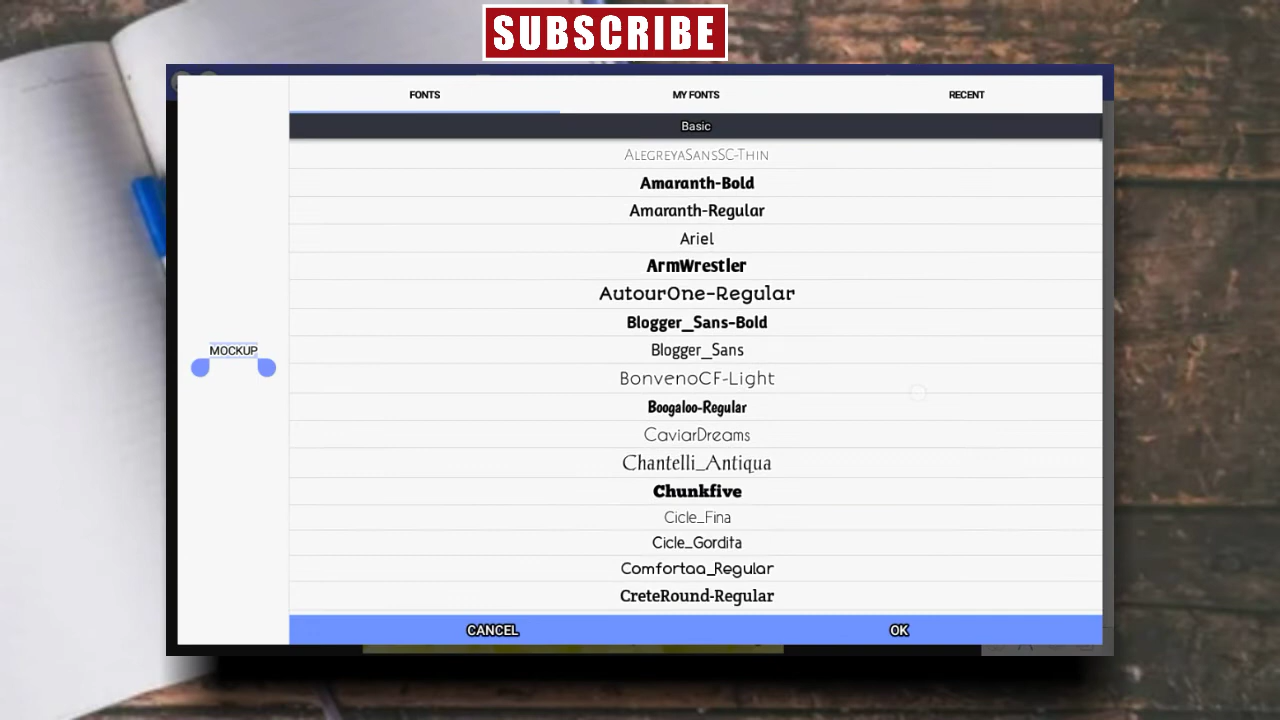 SUBSCRIBE
FONTS
MY FONTS
RECENT
Basic
AlegreyaSansSC-Thin
Amaranth-Bold
Amaranth-Regular
Ariel
ArmWrestler
AutourOne-Regular
Blogger_Sans-Bold
Blogger_Sans
BonvenoCF-Light
Boogaloo-Regular
CaviarDreams
Chantelli_Antiqua
Chunkfive
Cicle_Fina
Cicle_Gordita
Comfortaa_Regular
CreteRound-Regular
MOCKUP
CANCEL
OK